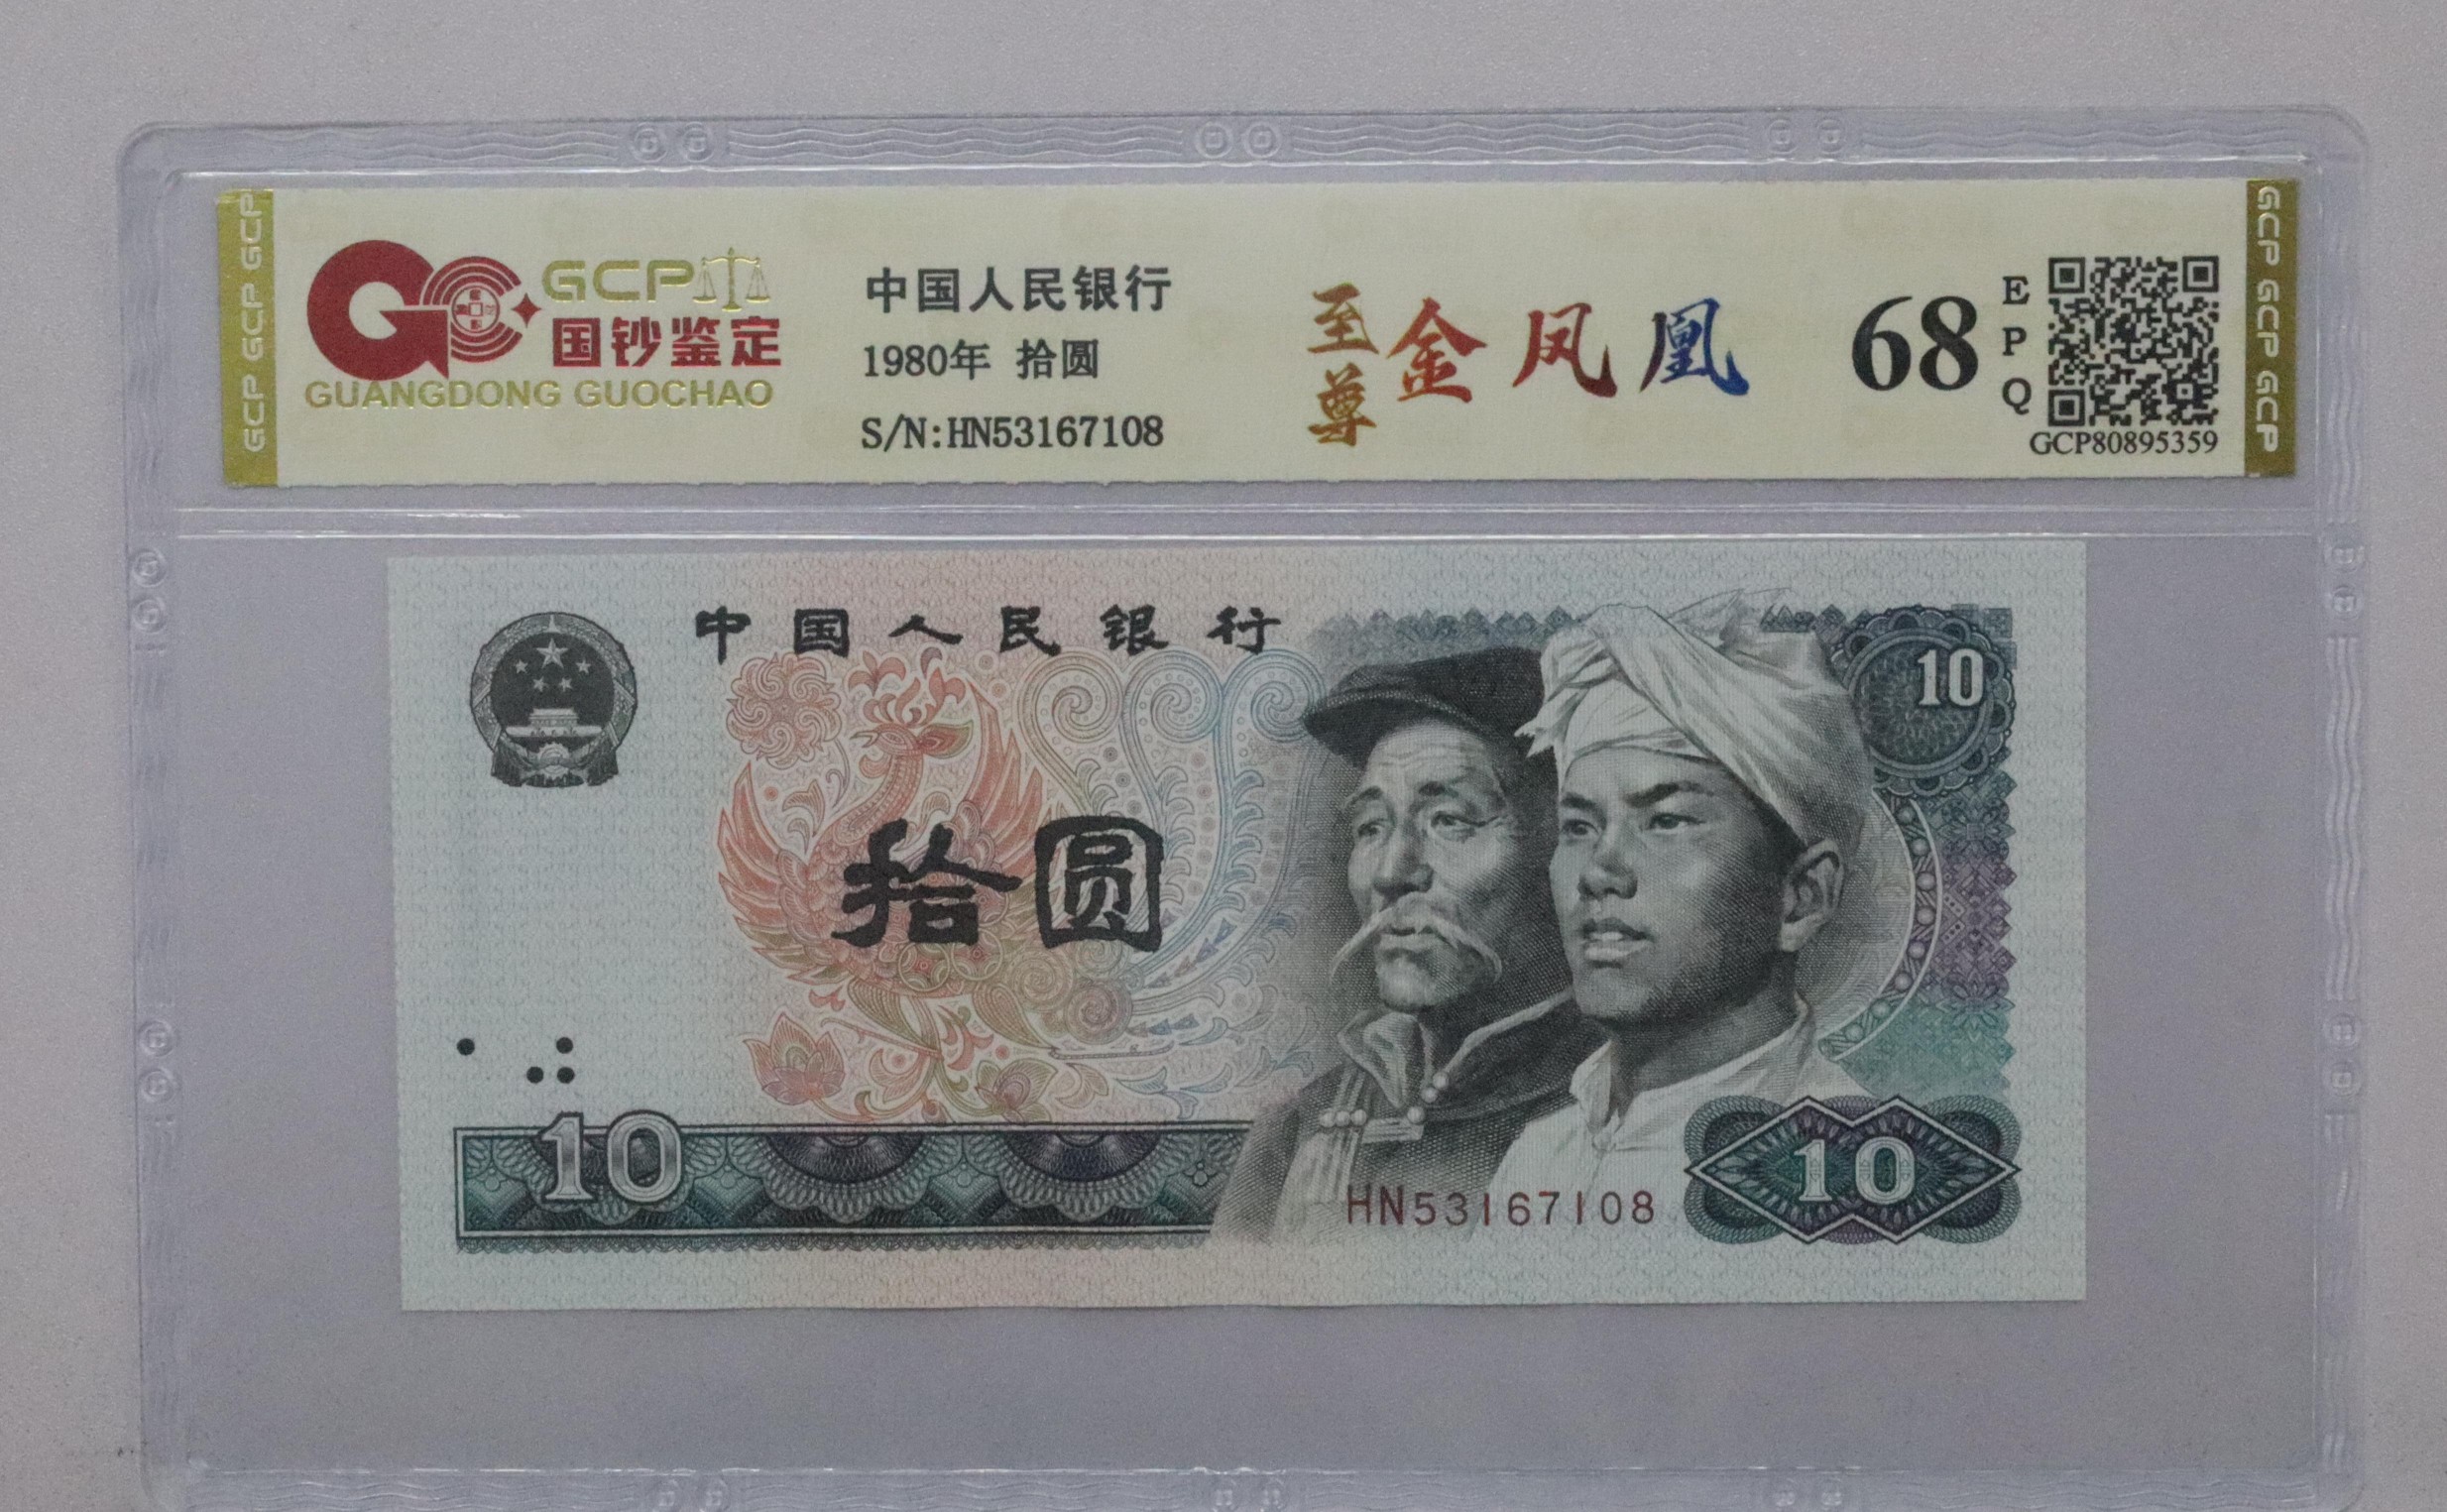 GCP GCP GCP
GCP
国钞鉴定
GUANGDONG GUOCHAO
中国人民银行
1980年 拾圆
S/N:HN53167108
至尊
金凤凰
68
EPQ
GCP80895359
GCP GCP GCP
中国人民银行
10
拾圆
10
HN53167108
10